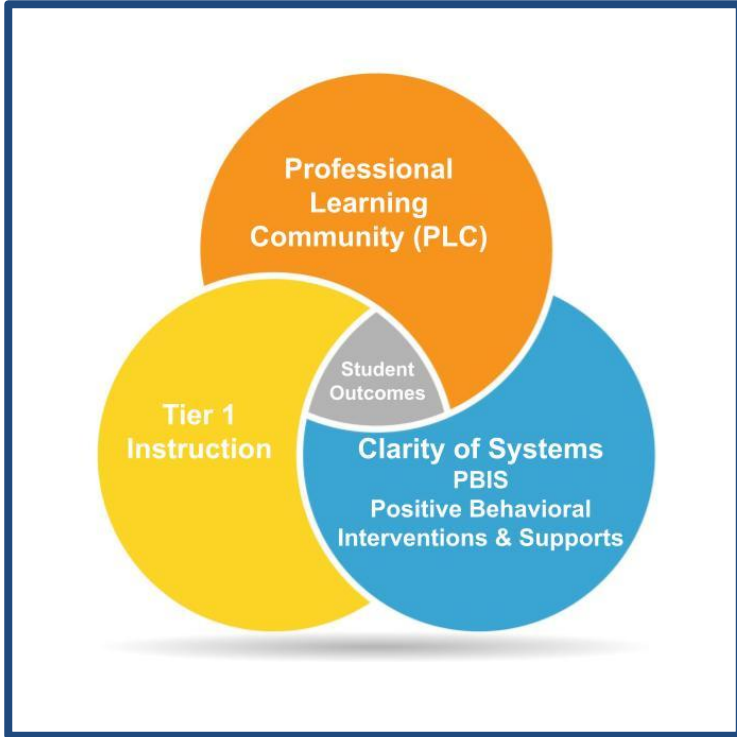 Professional
Learning
Community (PLC)
Student
Outcomes
Tier 1
Instruction
Clarity of Systems
PBIS
Positive Behavioral
Interventions & Supports